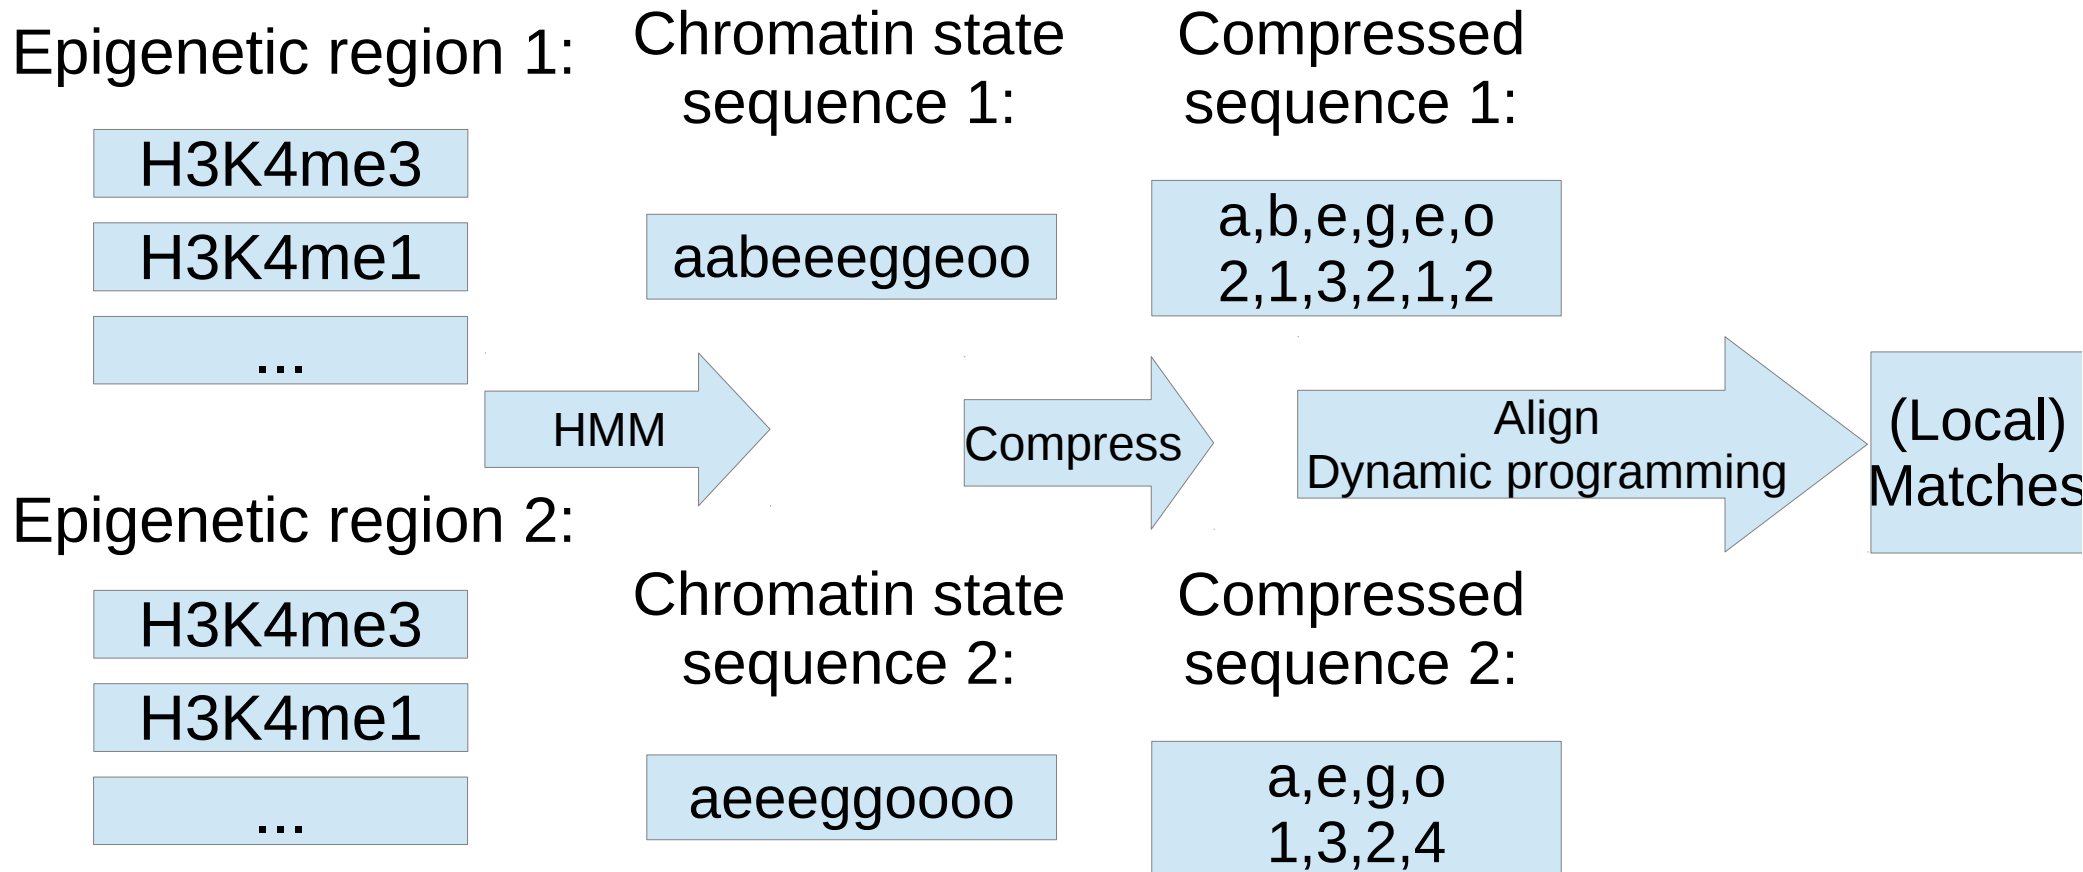 Epigenetic region 1:
H3K4me3
H3K4me1
...
Chromatin state
sequence 1:
aabeeeggeoo
Compressed
sequence 1:
a,b,e,g,e,o
2,1,3,2,1,2
HMM
Compress
Align
Dynamic programming
(Local)
Matches
Epigenetic region 2:
H3K4me3
H3K4me1
...
Chromatin state
sequence 2:
aeeeggoooo
Compressed
sequence 2:
a,e,g,o
1,3,2,4